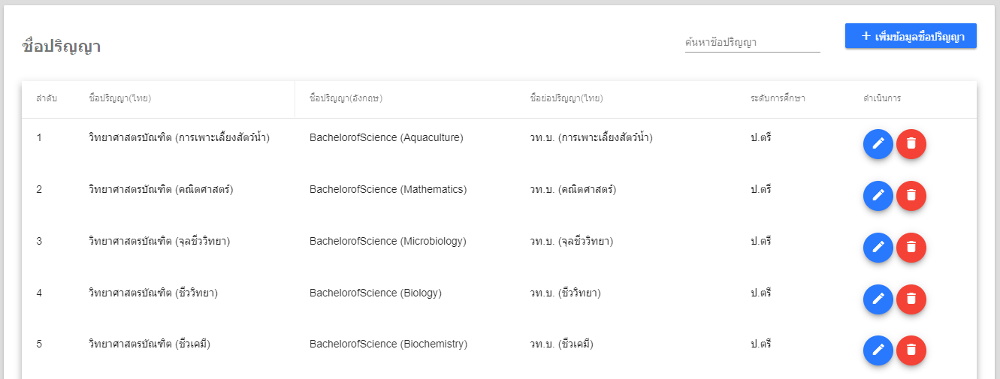 ชื่อปริญญา
ค้นหาชื่อปริญญา
+ เพิ่มข้อมูลชื่อปริญญา
ลำดับ ชื่อปริญญา(ไทย) ชื่อปริญญา(อังกฤษ) ชื่อย่อปริญญา(ไทย) ระดับการศึกษา ดำเนินการ
1 วิทยาศาสตรบัณฑิต (การเพาะเลี้ยงสัตว์น้ำ) BachelorofScience (Aquaculture) วท.บ. (การเพาะเลี้ยงสัตว์น้ำ) ป.ตรี
2 วิทยาศาสตรบัณฑิต (คณิตศาสตร์) BachelorofScience (Mathematics) วท.บ. (คณิตศาสตร์) ป.ตรี
3 วิทยาศาสตรบัณฑิต (จุลชีววิทยา) BachelorofScience (Microbiology) วท.บ. (จุลชีววิทยา) ป.ตรี
4 วิทยาศาสตรบัณฑิต (ชีววิทยา) BachelorofScience (Biology) วท.บ. (ชีววิทยา) ป.ตรี
5 วิทยาศาสตรบัณฑิต (ชีวเคมี) BachelorofScience (Biochemistry) วท.บ. (ชีวเคมี) ป.ตรี